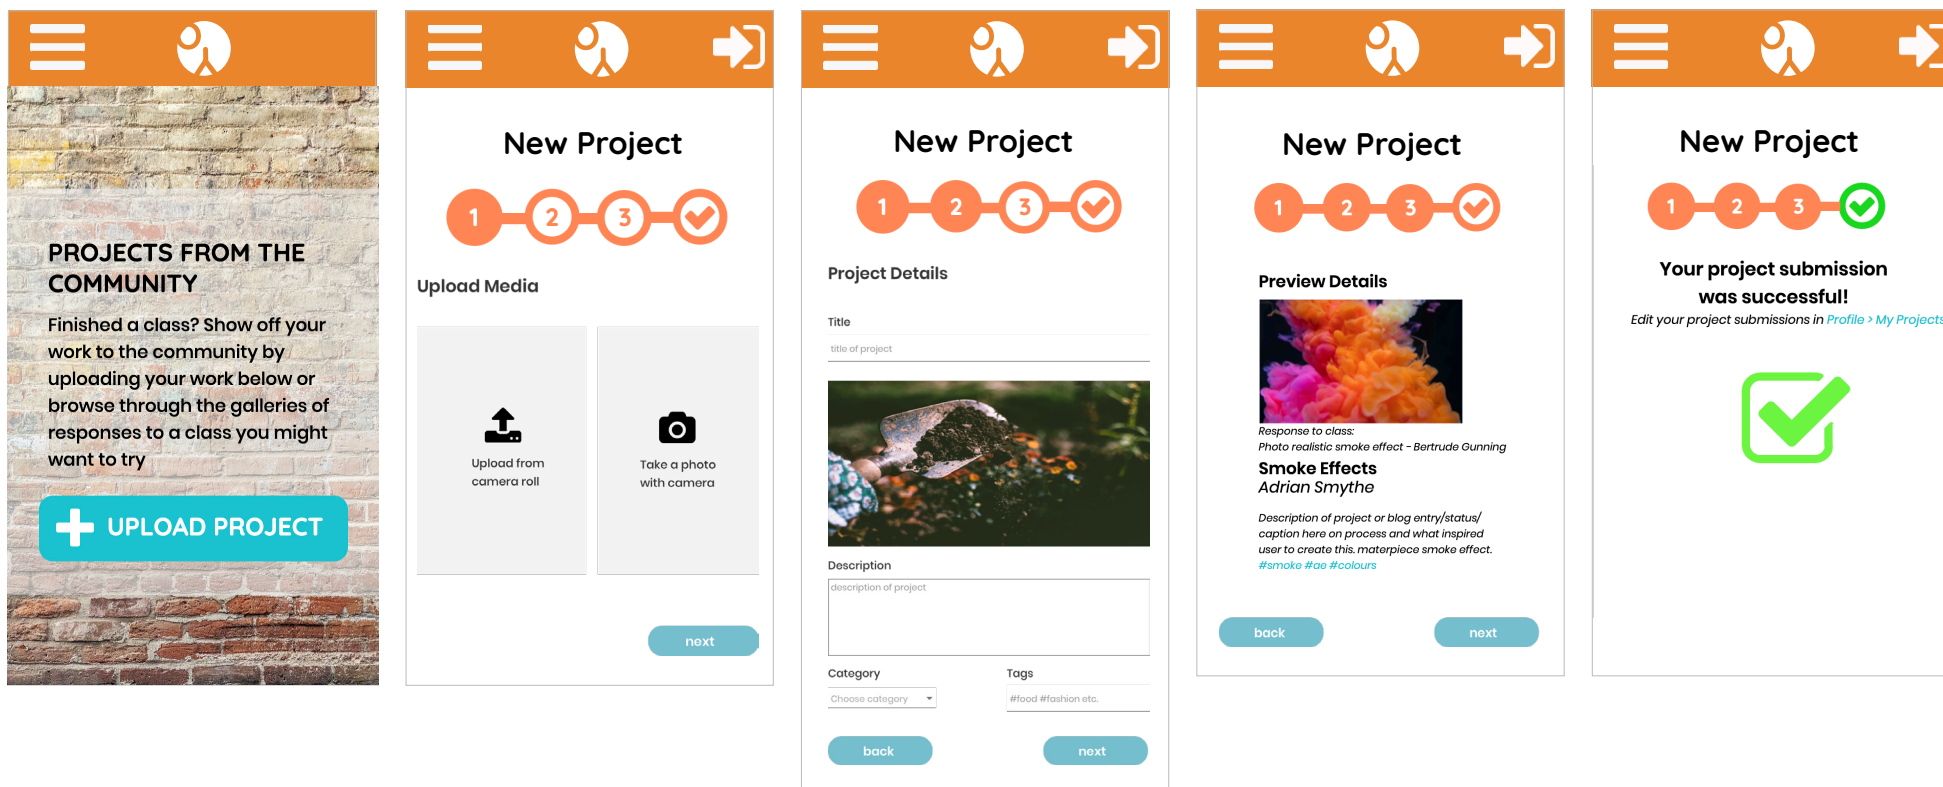 PROJECTS FROM THE
COMMUNITY
Finished a class? Show off your
work to the community by
uploading your work below or
browse through the galleries of
responses to a class you might
want to try
UPLOAD PROJECT
New Project
1 2 3
Upload Media
Upload from
camera roll
Take a photo
with camera
next
New Project
1 2 3
Project Details
Title
title of project
Description
description of project
Category
Choose category
Tags
#food #fashion etc.
back
next
New Project
1 2 3
Preview Details
Response to class:
Photo realistic smoke effect - Bertrude Gunning
Smoke Effects
Adrian Smythe
Description of project or blog entry/status/
caption here on process and what inspired
user to create this. materpiece smoke effect.
#smoke #ae #colours
back
next
New Project
1 2 3
Your project submission
was successful!
Edit your project submissions in Profile > My Projects